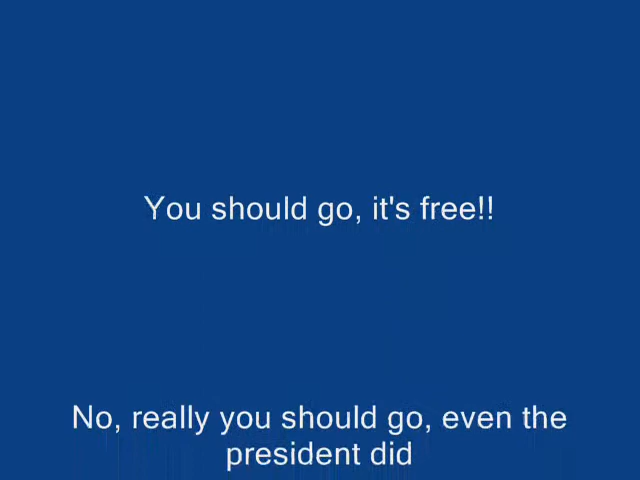 You should go, it's free!!
No, really you should go, even the
president did